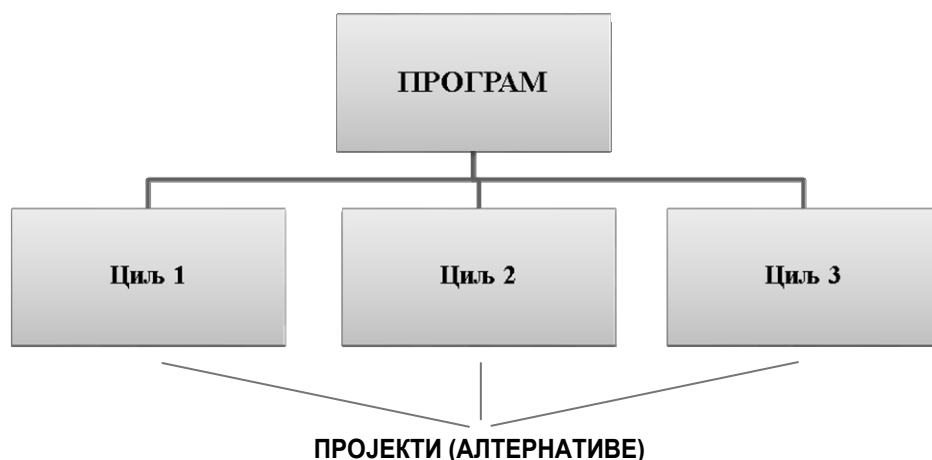 ПРОГРАМ
Циљ 1
Циљ 2
Циљ 3
ПРОЈЕКТИ (АЛТЕРНАТИВЕ)